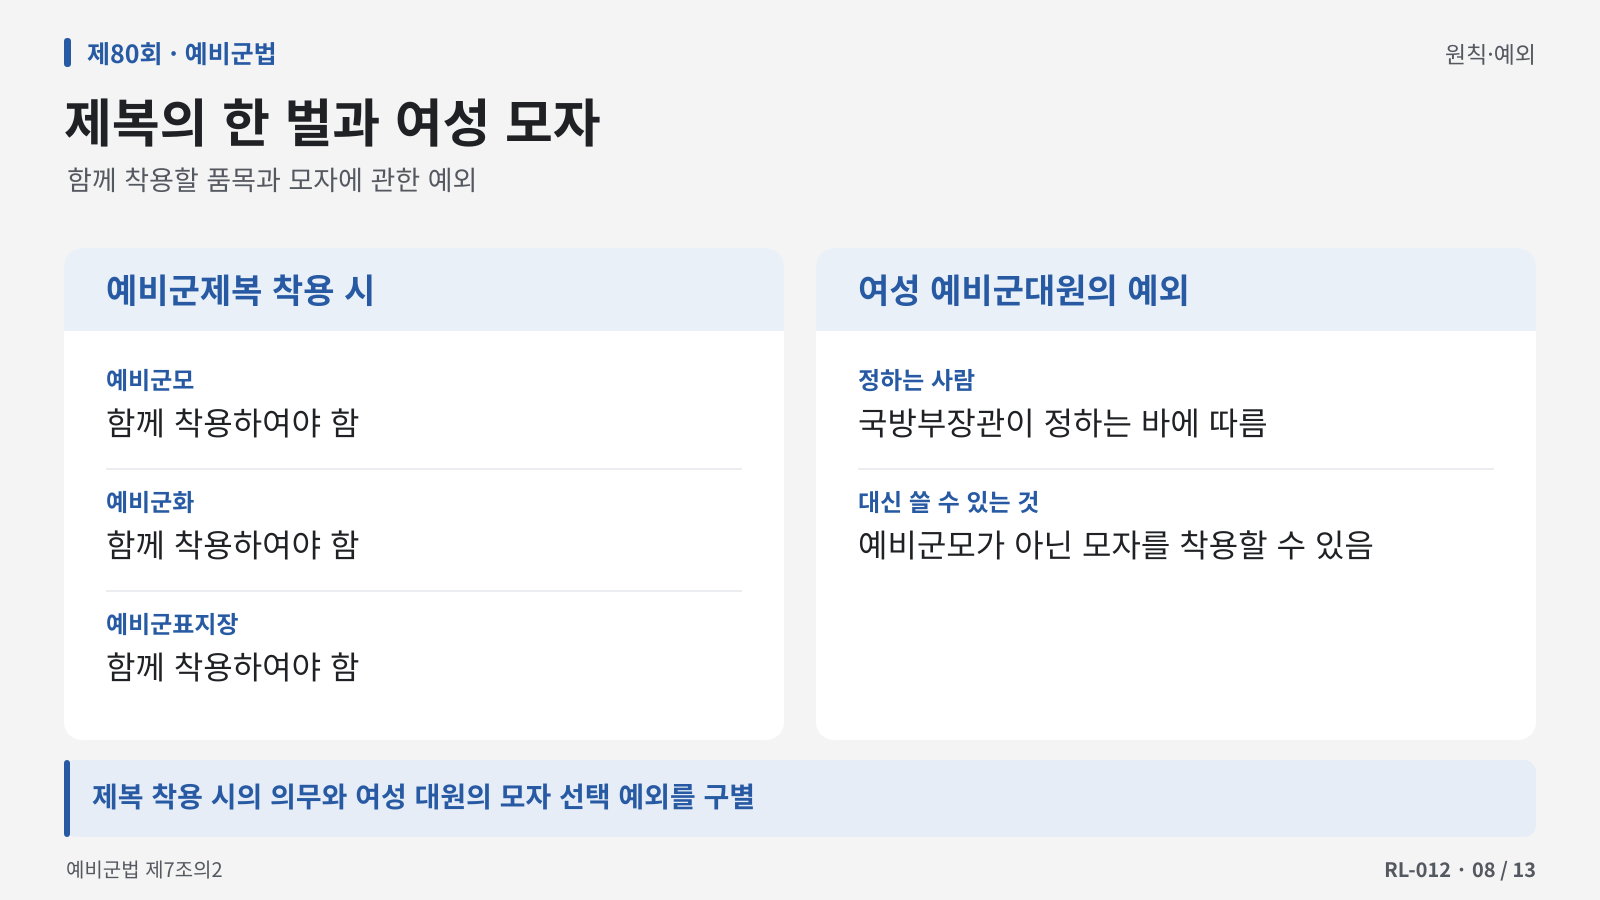 제80회 · 예비군법
원칙·예외
제복의 한 벌과 여성 모자
함께 착용할 품목과 모자에 관한 예외
예비군제복 착용 시
예비군모
함께 착용하여야 함
예비군화
함께 착용하여야 함
예비군표지장
함께 착용하여야 함
여성 예비군대원의 예외
정하는 사람
국방부장관이 정하는 바에 따름
대신 쓸 수 있는 것
예비군모가 아닌 모자를 착용할 수 있음
제복 착용 시의 의무와 여성 대원의 모자 선택 예외를 구별
예비군법 제7조의2
RL-012 · 08 / 13